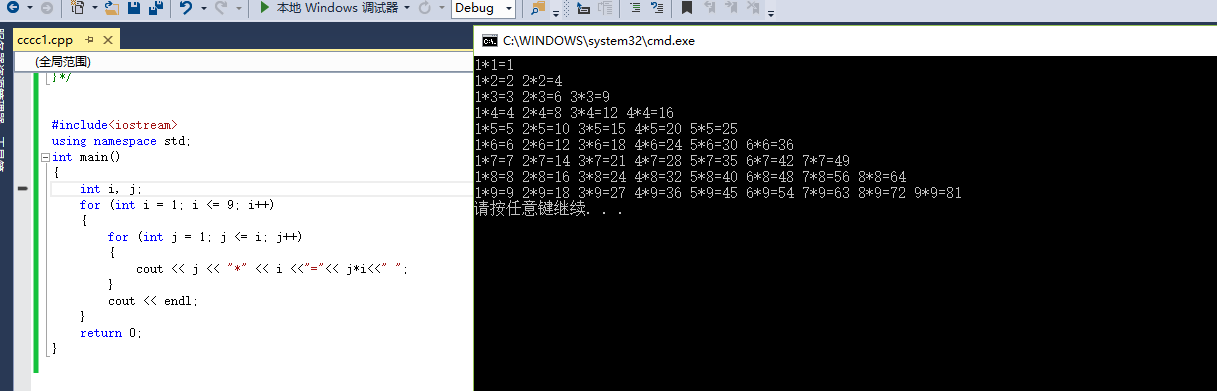 本地 Windows 调试器
Debug
cccc1.cpp
(全局范围)
}*/
#include<iostream>
using namespace std;
int main()
{
int i, j;
for (int i = 1; i <= 9; i++)
{
for (int j = 1; j <= i; j++)
{
cout << j << "*" << i <<"="<< j*i<<" ";
}
cout << endl;
}
return 0;
}
C:\WINDOWS\system32\cmd.exe
1*1=1
1*2=2 2*2=4
1*3=3 2*3=6 3*3=9
1*4=4 2*4=8 3*4=12 4*4=16
1*5=5 2*5=10 3*5=15 4*5=20 5*5=25
1*6=6 2*6=12 3*6=18 4*6=24 5*6=30 6*6=36
1*7=7 2*7=14 3*7=21 4*7=28 5*7=35 6*7=42 7*7=49
1*8=8 2*8=16 3*8=24 4*8=32 5*8=40 6*8=48 7*8=56 8*8=64
1*9=9 2*9=18 3*9=27 4*9=36 5*9=45 6*9=54 7*9=63 8*9=72 9*9=81
请按任意键继续. . .